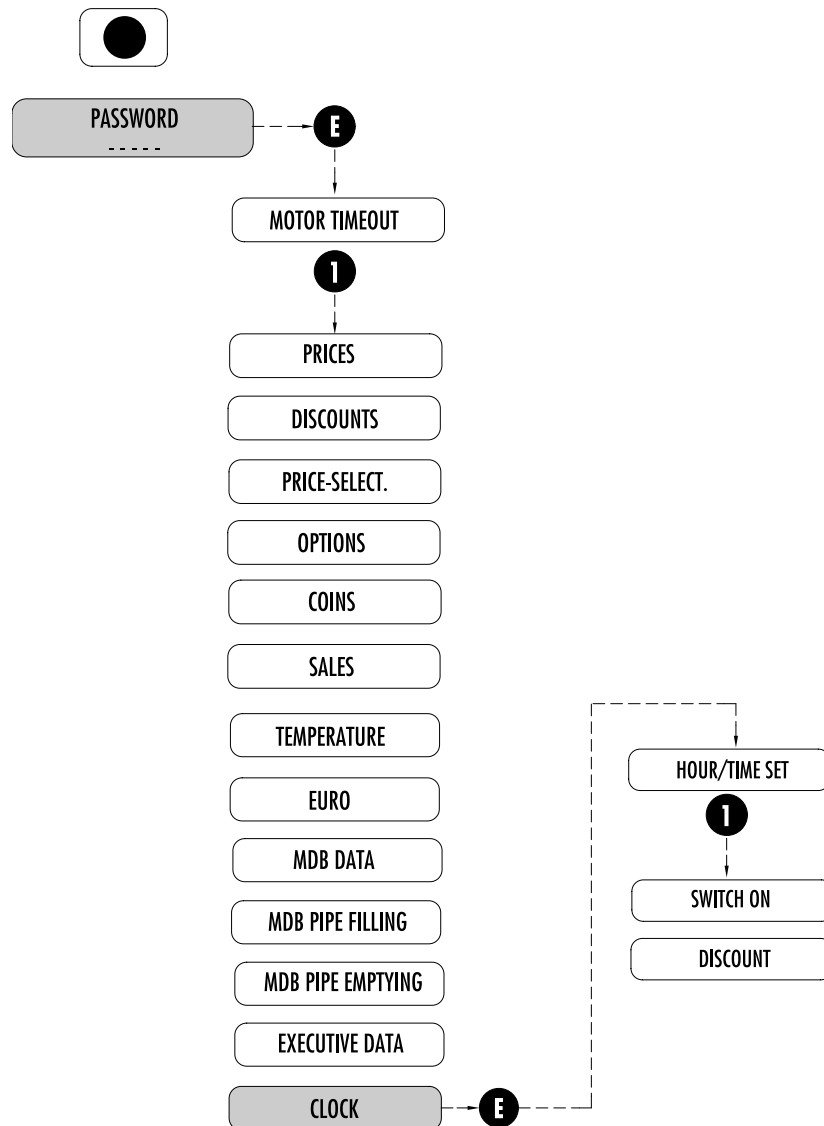 PASSWORD
- - - - -
E
MOTOR TIMEOUT
1
PRICES
DISCOUNTS
PRICE-SELECT.
OPTIONS
COINS
SALES
TEMPERATURE
EURO
MDB DATA
MDB PIPE FILLING
MDB PIPE EMPTYING
EXECUTIVE DATA
CLOCK
E
HOUR/TIME SET
1
SWITCH ON
DISCOUNT